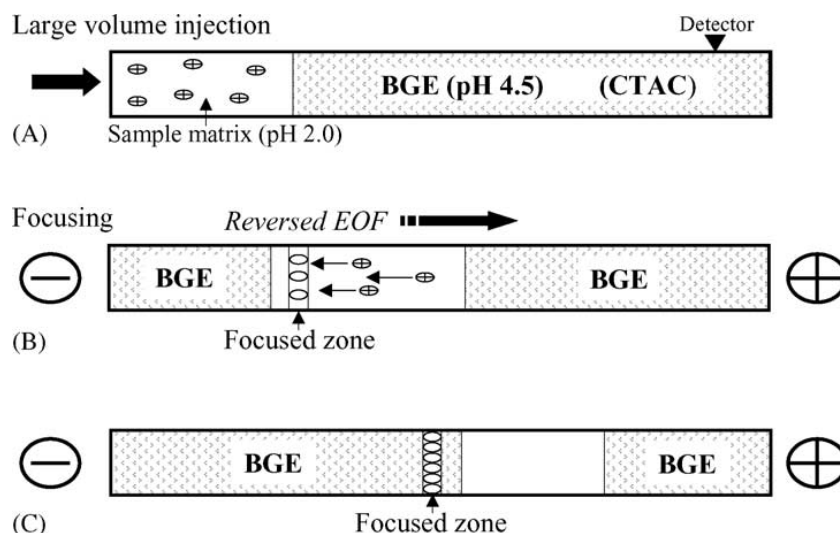 Large volume injection
Detector
BGE (pH 4.5) (CTAC)
Sample matrix (pH 2.0)
(A)
Focusing
Reversed EOF
− BGE BGE +
(B)
Focused zone
− BGE BGE +
(C)
Focused zone